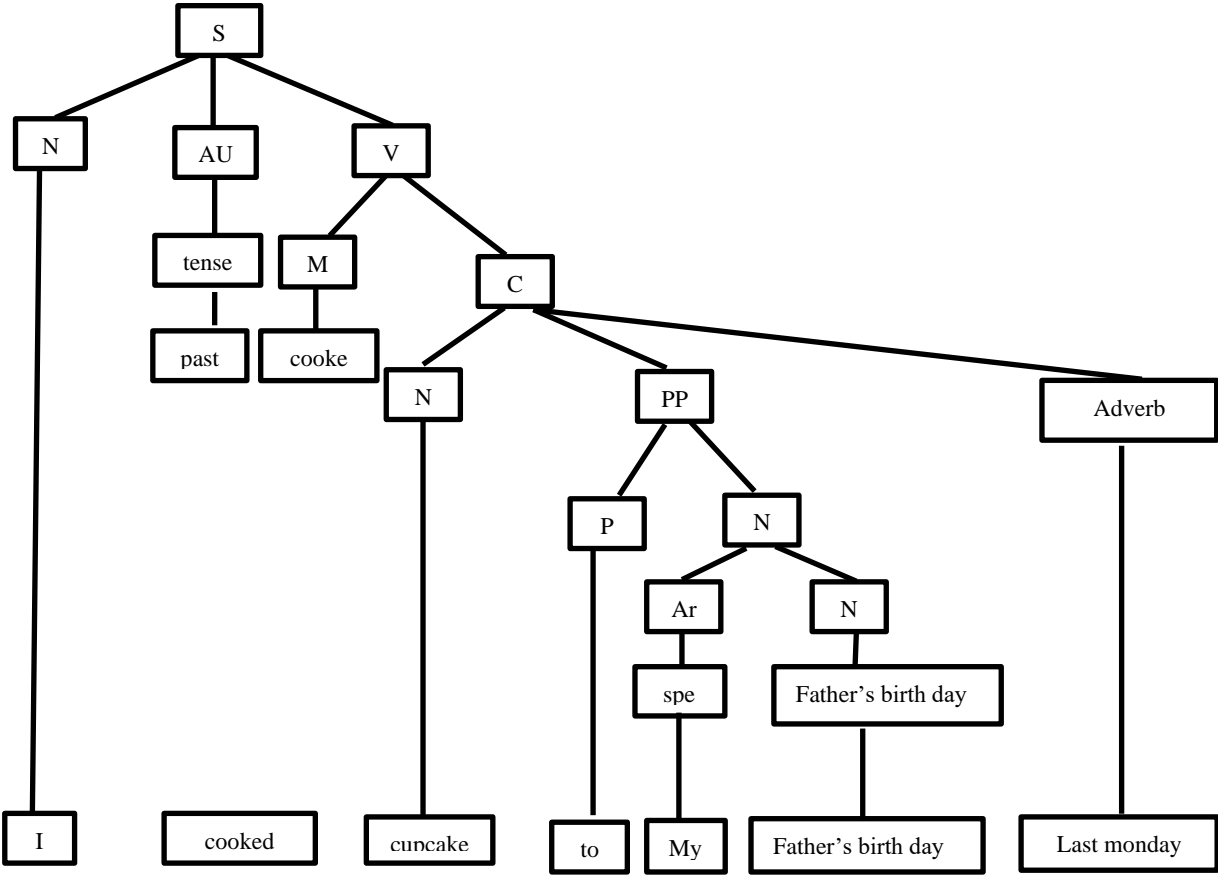 S
N
AU
V
tense
M
C
past
cooke
N
PP
Adverb
P
N
Ar
N
spe
Father's birth day
I
cooked
cupcake
to
My
Father's birth day
Last monday